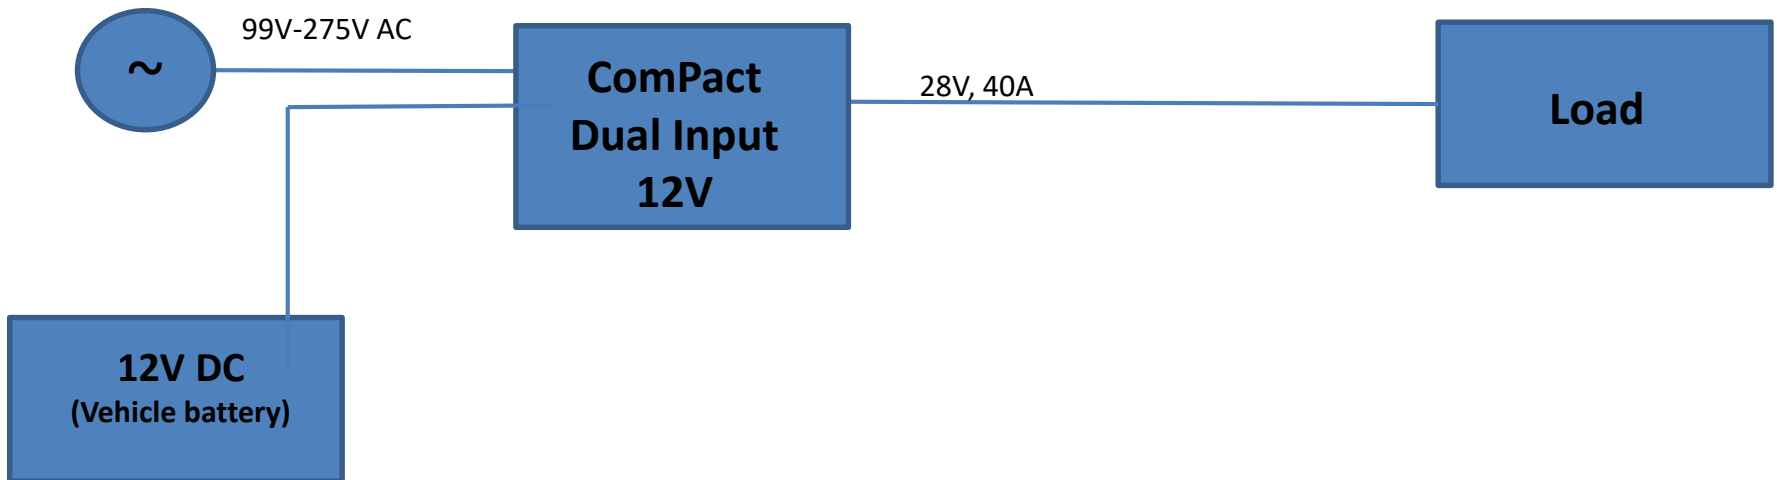 ~
99V-275V AC
ComPact
Dual Input
12V
28V, 40A
Load
12V DC
(Vehicle battery)